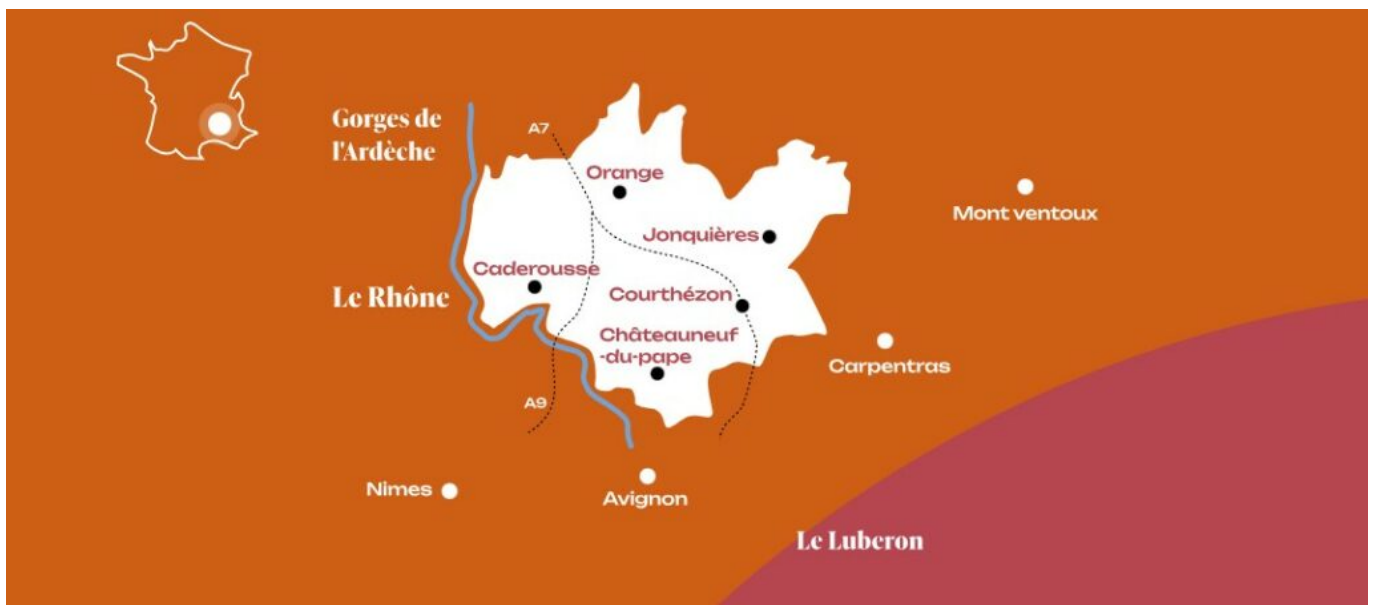 Gorges de
l'Ardèche
A7
Orange
Mont ventoux
Jonquières
Caderousse
Le Rhône
Courthézon
Châteauneuf
-du-pape
Carpentras
A9
Nimes
Avignon
Le Luberon